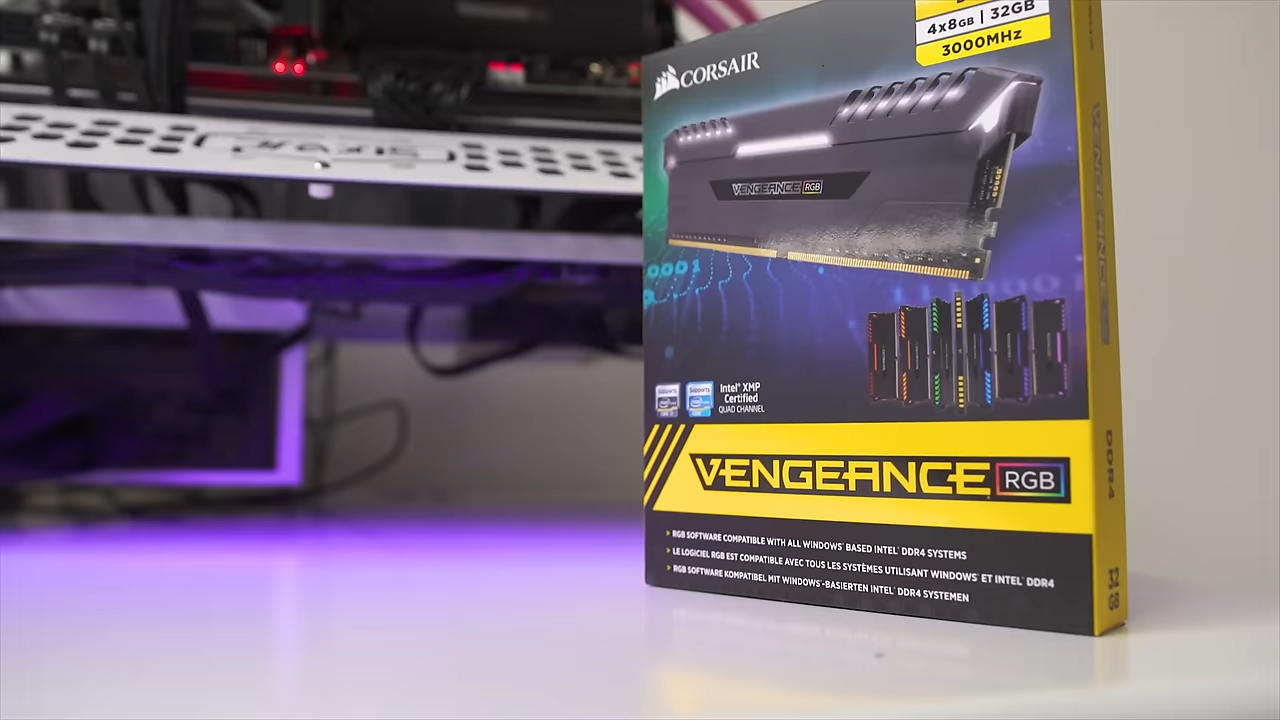 4x8GB | 32GB
3000MHz
CORSAIR
VENGEANCE RGB
0001
Intel® XMP
Certified
QUAD CHANNEL
VENGEANCE RGB
> RGB SOFTWARE COMPATIBLE WITH ALL WINDOWS® BASED INTEL® DDR4 SYSTEMS
> LE LOGICIEL RGB EST COMPATIBLE AVEC TOUS LES SYSTÈMES UTILISANT WINDOWS® ET INTEL® DDR4
> RGB SOFTWARE KOMPATIBEL MIT WINDOWS®-BASIERTEN INTEL® DDR4 SYSTEMEN
VENGEANCE
DDR4
32
GB